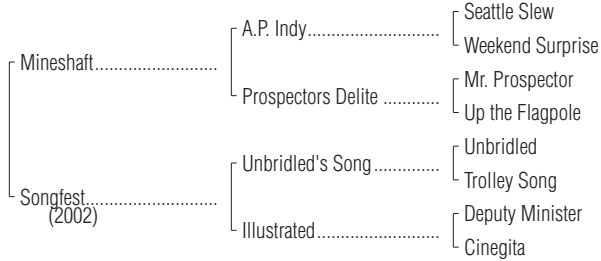 Seattle Slew
A.P. Indy............................
Weekend Surprise
Mineshaft..........................
Mr. Prospector
Prospectors Delite ............
Up the Flagpole
Unbridled
Unbridled's Song..............
Trolley Song
Songfest............................
(2002)
Deputy Minister
Illustrated..........................
Cinegita